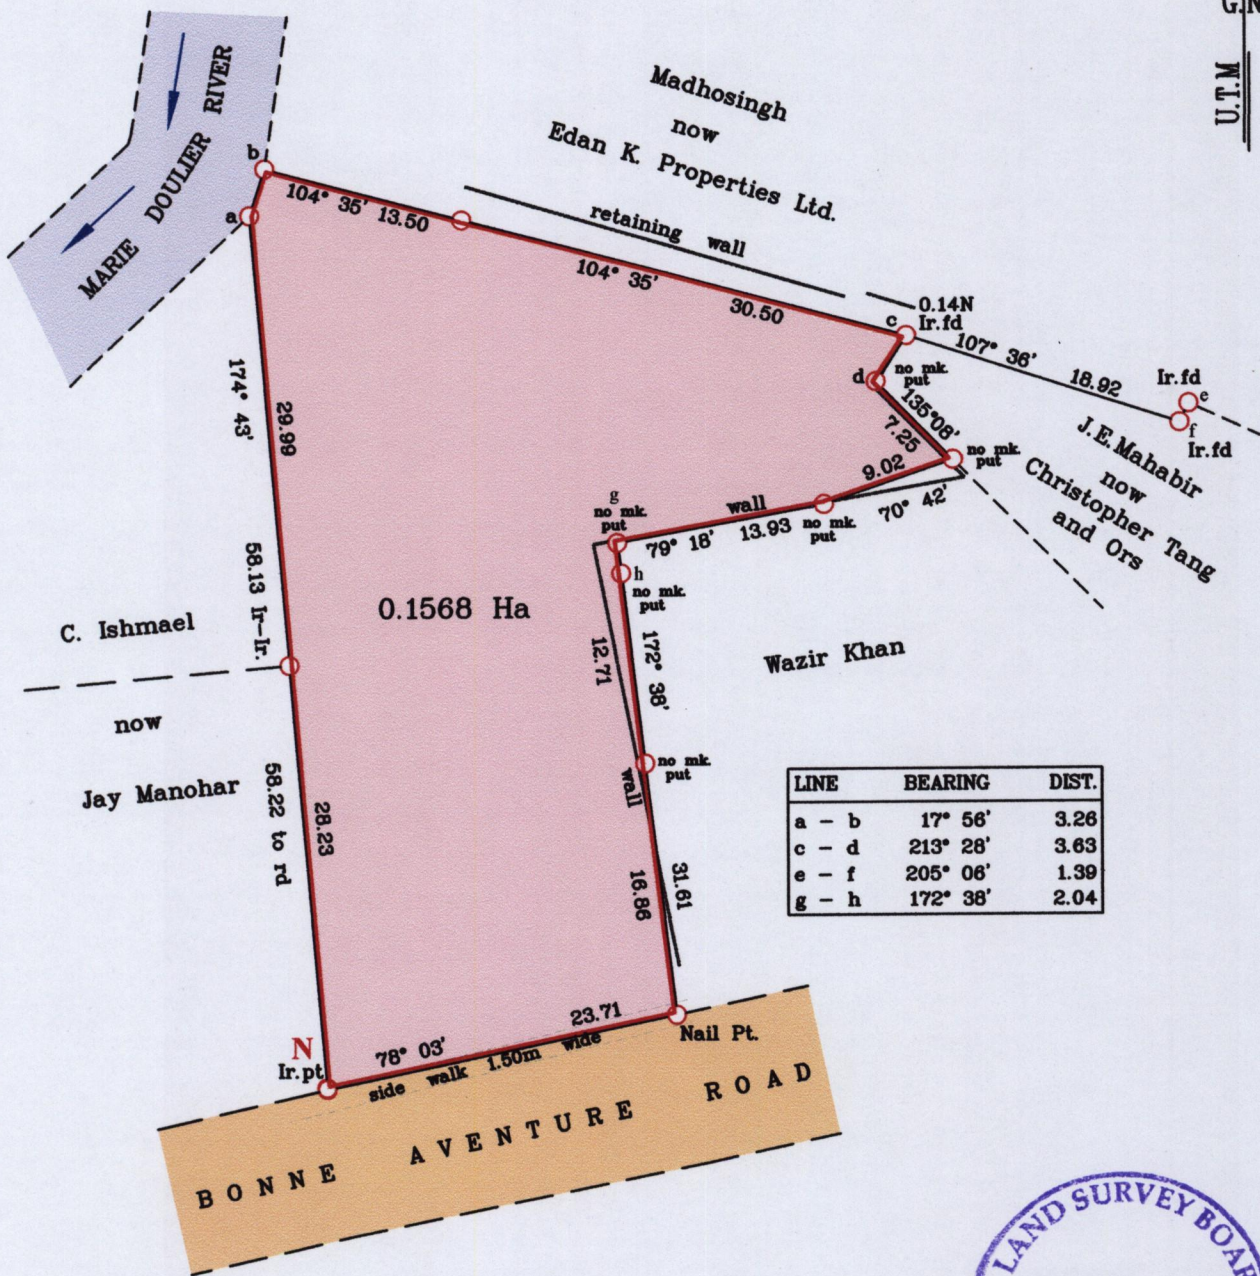 G.N
U.T.M
MARIE DOULIER RIVER
Madhosingh
now
Edan K. Properties Ltd.
retaining wall
b
a
104° 35' 13.50
104° 35' 30.50
0.14N
c Ir.fd
107° 36' 18.92
Ir.fd
e
f
Ir.fd
d
no mk.
put
135°08'
7.25
no mk.
put
J.E.Mahabir
now
Christopher Tang
and Ors
9.02
70° 42'
wall
79° 18' 13.93
no mk.
put
g
no mk.
put
h
no mk.
put
174° 43'
29.99
58.13 Ir-Ir.
C. Ishmael
now
Jay Manohar
0.1568 Ha
12.71
172° 38'
Wazir Khan
no mk.
put
wall
58.22 to rd
28.23
16.86
31.61
LINE BEARING DIST.
a - b 17° 56' 3.26
c - d 213° 28' 3.63
e - f 205° 06' 1.39
g - h 172° 38' 2.04
N
Ir.pt
78° 03' 23.71
side walk 1.50m wide
Nail Pt.
BONNE AVENTURE ROAD
LAND SURVEY BOAR